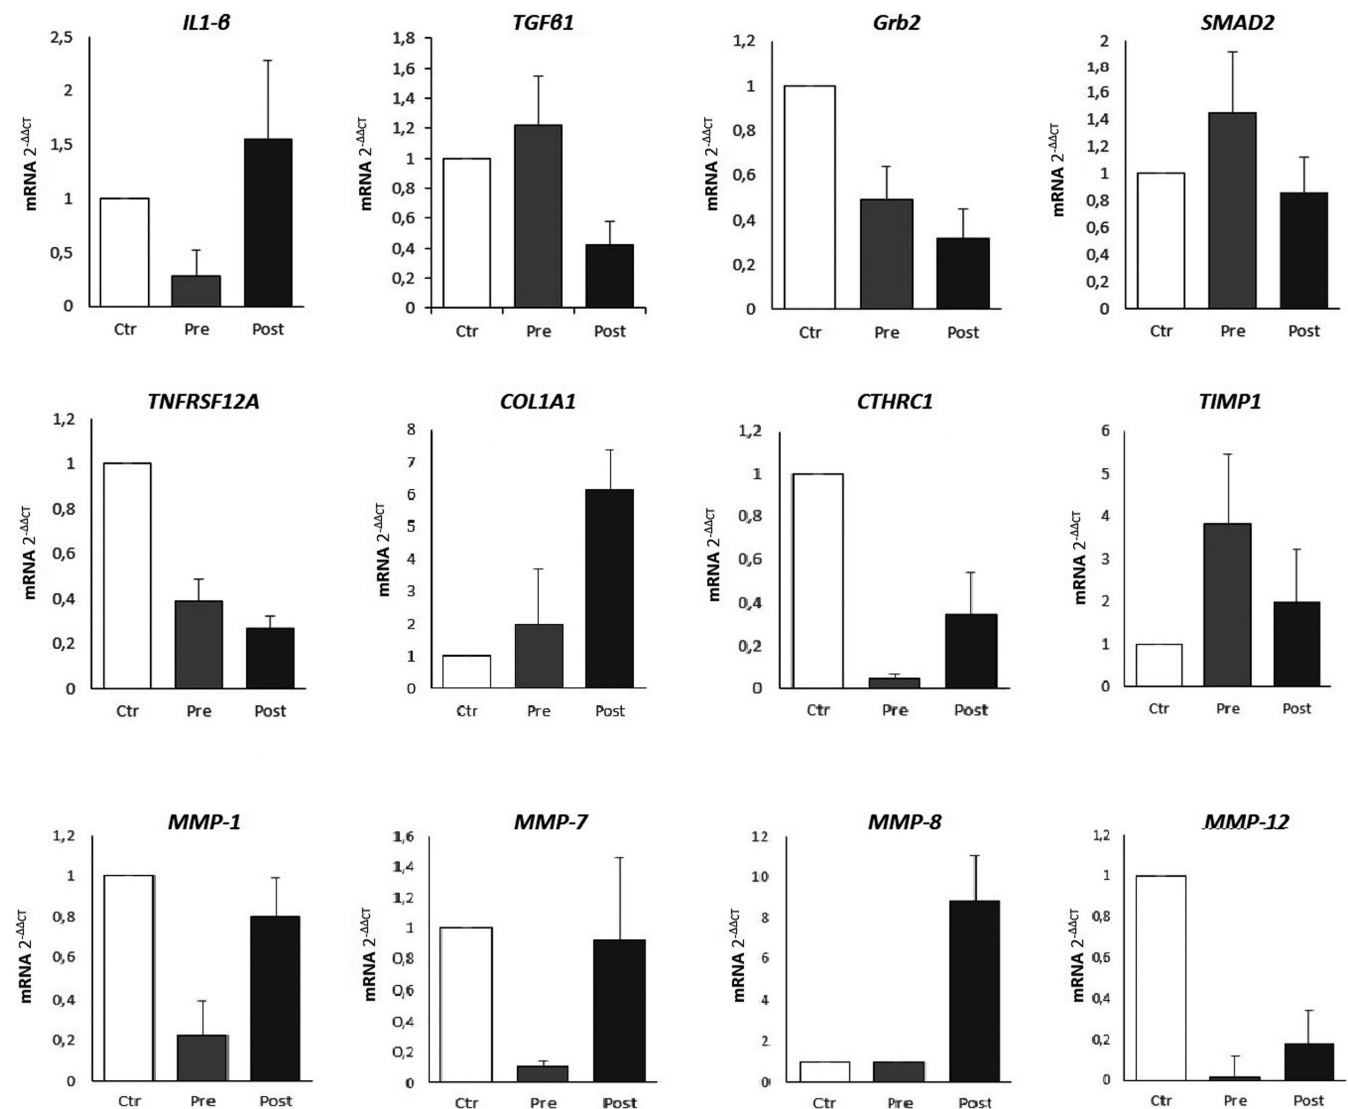 IL1-β
mRNA 2-ΔΔCT
2,5
2
1,5
1
0,5
0
Ctr Pre Post
TGFβ1
mRNA 2-ΔΔCT
1,8
1,6
1,4
1,2
1
0,8
0,6
0,4
0,2
0
Ctr Pre Post
Grb2
mRNA 2-ΔΔCT
1,2
1
0,8
0,6
0,4
0,2
0
Ctr Pre Post
SMAD2
mRNA 2-ΔΔCT
2
1,8
1,6
1,4
1,2
1
0,8
0,6
0,4
0,2
0
Ctr Pre Post
TNFRSF12A
mRNA 2-ΔΔCT
1,2
1
0,8
0,6
0,4
0,2
0
Ctr Pre Post
COL1A1
mRNA 2-ΔΔCT
8
7
6
5
4
3
2
1
0
Ctr Pre Post
CTHRC1
mRNA 2-ΔΔCT
1,2
1
0,8
0,6
0,4
0,2
0
Ctr Pre Post
TIMP1
mRNA 2-ΔΔCT
6
5
4
3
2
1
0
Ctr Pre Post
MMP-1
mRNA 2-ΔΔCT
1,2
1
0,8
0,6
0,4
0,2
0
Ctr Pre Post
MMP-7
mRNA 2-ΔΔCT
1,6
1,4
1,2
1
0,8
0,6
0,4
0,2
0
Ctr Pre Post
MMP-8
mRNA 2-ΔΔCT
12
10
8
6
4
2
0
Ctr Pre Post
MMP-12
mRNA 2-ΔΔCT
1,2
1
0,8
0,6
0,4
0,2
0
Ctr Pre Post